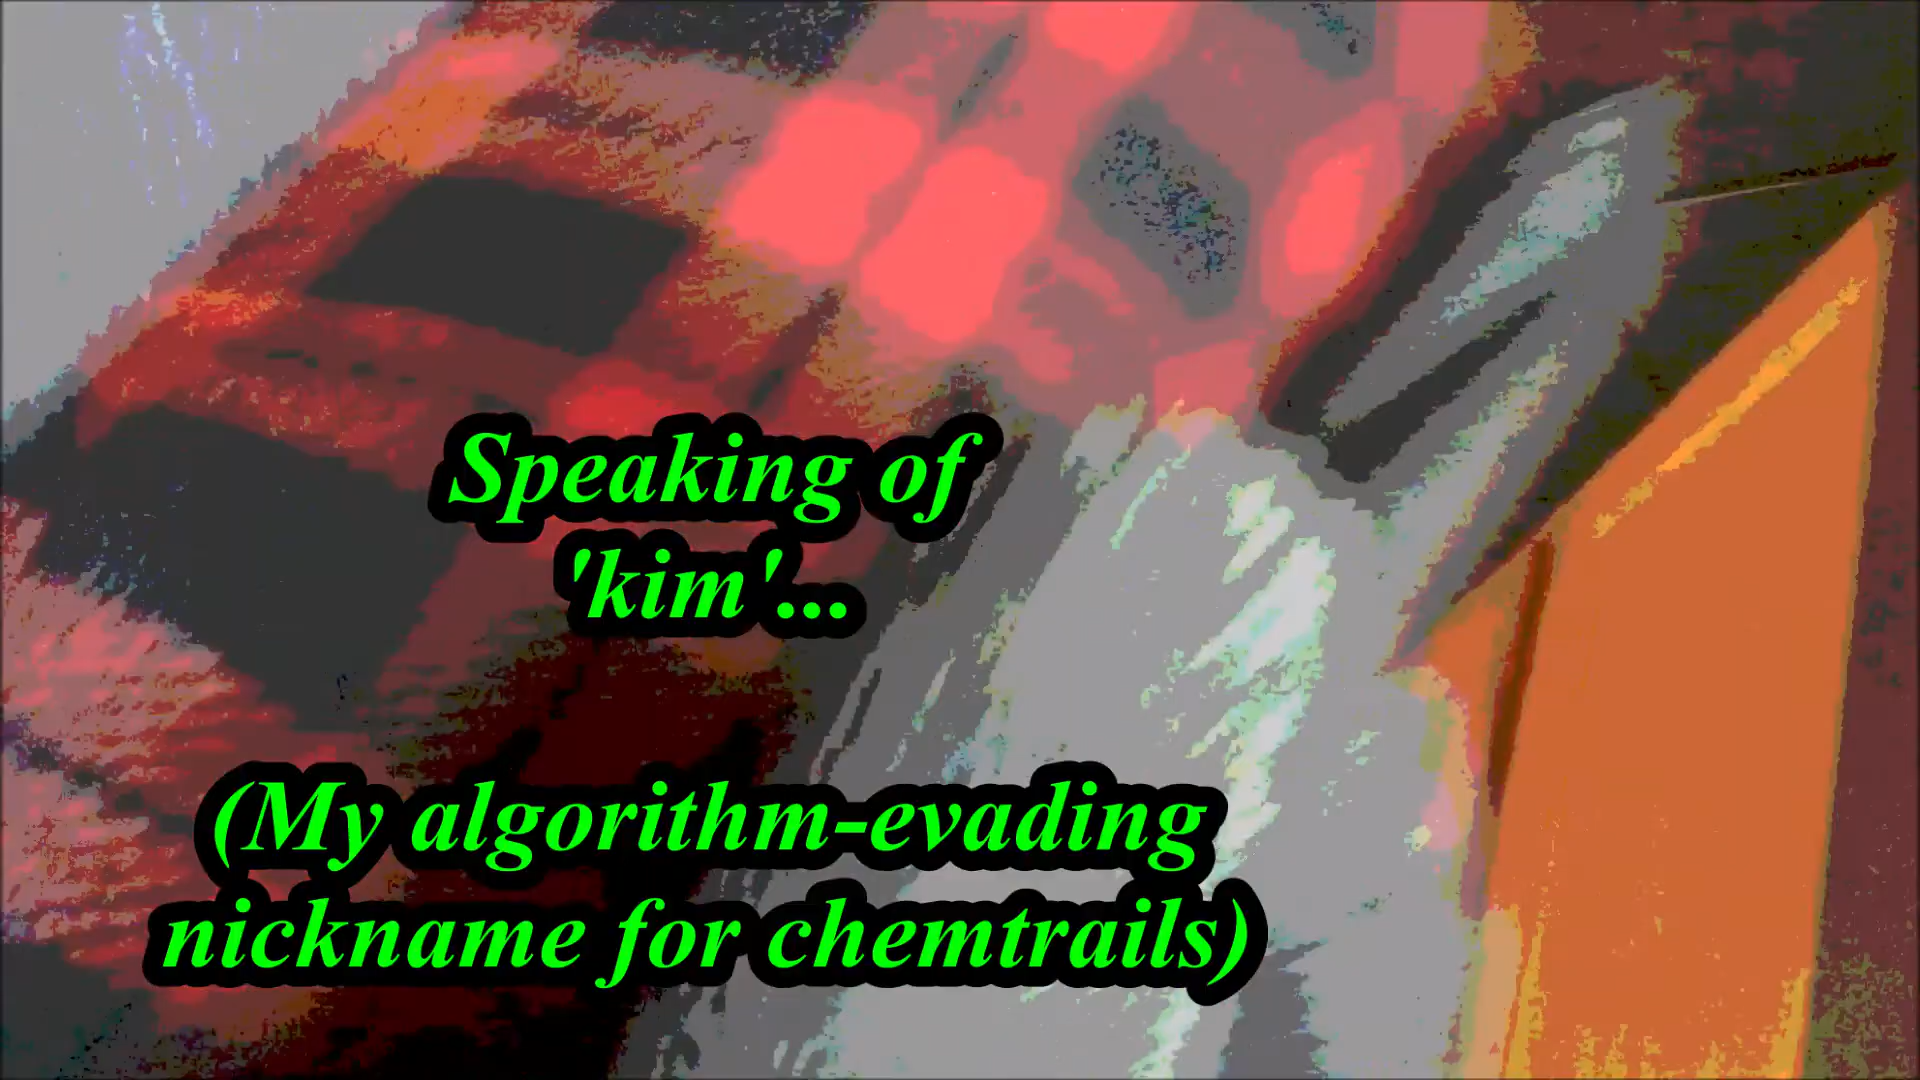 Speaking of
'kim'...
(My algorithm-evading
nickname for chemtrails)